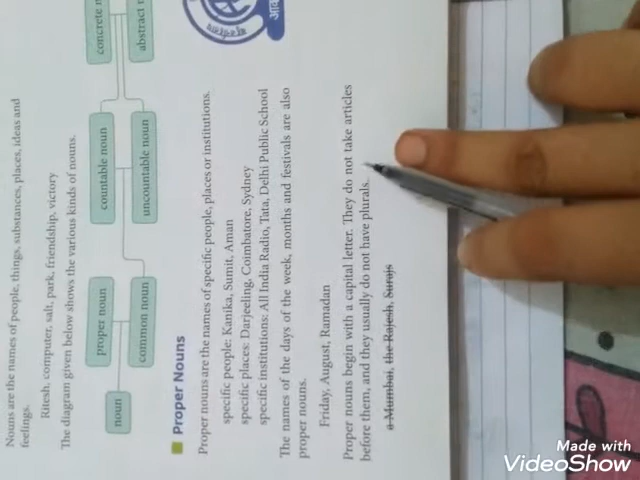 Nouns are the names of people, things, substances, places, ideas and
feelings.
Ritesh, computer, salt, park, friendship, victory
The diagram given below shows the various kinds of nouns.
noun
proper noun
common noun
countable noun
uncountable noun
concrete
abstract
Proper Nouns
Proper nouns are the names of specific people, places or institutions.
specific people: Kanika, Sumit, Aman
specific places: Darjeeling, Coimbatore, Sydney
specific institutions: All India Radio, Tata, Delhi Public School
The names of the days of the week, months and festivals are also
proper nouns.
Friday, August, Ramadan
Proper nouns begin with a capital letter. They do not take articles
before them, and they usually do not have plurals.
a Mumbai, the Rajesh, Surajs
Made with
VideoShow